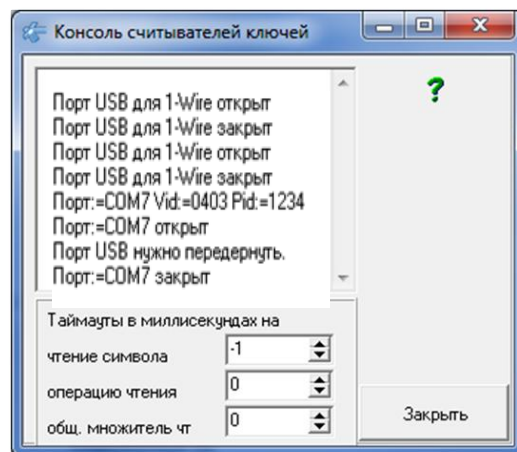 Консоль считывателей ключей
?
Порт USB для 1-Wire открыт
Порт USB для 1-Wire закрыт
Порт USB для 1-Wire открыт
Порт USB для 1-Wire закрыт
Порт:=COM7 Vid:=0403 Pid:=1234
Порт:=COM7 открыт
Порт USB нужно передернуть.
Порт:=COM7 закрыт
Таймауты в миллисекундах на
чтение символа -1
операцию чтения 0
общ. множитель чт 0
Закрыть